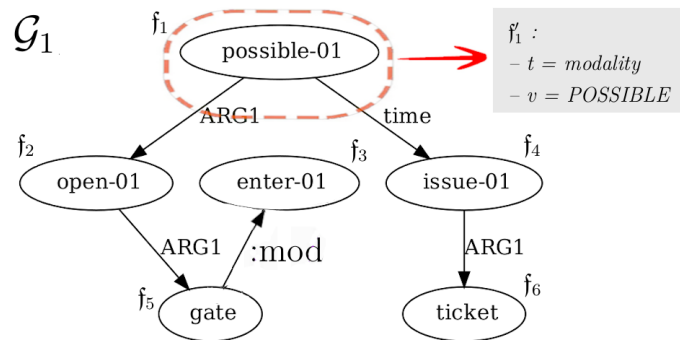 𝒢₁
𝔣₁
possible-01
𝔣′₁ :
– t = modality
– v = POSSIBLE
ARG1
time
𝔣₂
𝔣₃
𝔣₄
open-01
enter-01
issue-01
ARG1
:mod
ARG1
𝔣₅
𝔣₆
gate
ticket